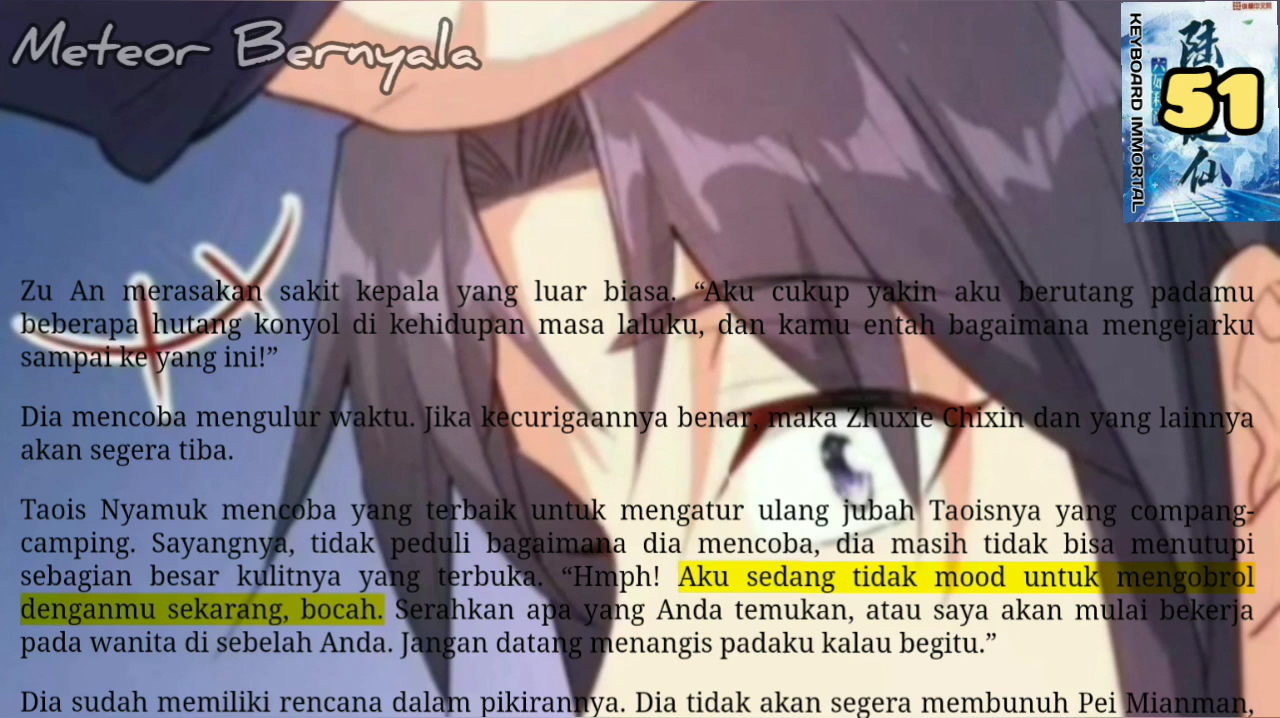 Meteor Bernyala
KEYBOARD IMMORTAL
51
Zu An merasakan sakit kepala yang luar biasa. “Aku cukup yakin aku berutang padamu
beberapa hutang konyol di kehidupan masa laluku, dan kamu entah bagaimana mengejarku
sampai ke yang ini!”
Dia mencoba mengulur waktu. Jika kecurigaannya benar, maka Zhuxie Chixin dan yang lainnya
akan segera tiba.
Taois Nyamuk mencoba yang terbaik untuk mengatur ulang jubah Taoisnya yang compang-
camping. Sayangnya, tidak peduli bagaimana dia mencoba, dia masih tidak bisa menutupi
sebagian besar kulitnya yang terbuka. “Hmph! Aku sedang tidak mood untuk mengobrol
denganmu sekarang, bocah. Serahkan apa yang Anda temukan, atau saya akan mulai bekerja
pada wanita di sebelah Anda. Jangan datang menangis padaku kalau begitu.”
Dia sudah memiliki rencana dalam pikirannya. Dia tidak akan segera membunuh Pei Mianman,